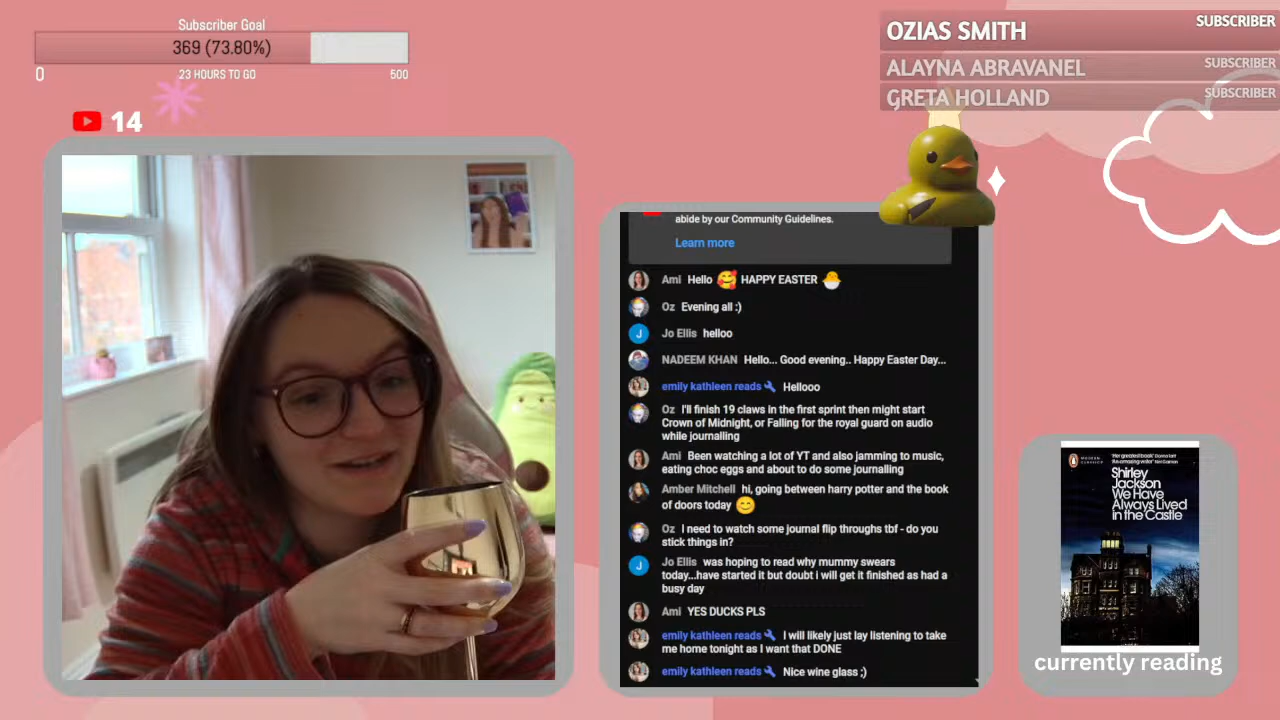 Subscriber Goal
369 (73.80%)
0
23 HOURS TO GO
500
14
OZIAS SMITH
SUBSCRIBER
ALAYNA ABRAVANEL
SUBSCRIBER
GRETA HOLLAND
SUBSCRIBER
abide by our Community Guidelines.
Learn more
Ami Hello 🥰 HAPPY EASTER 🐣
Oz Evening all :)
J Jo Ellis helloo
NADEEM KHAN Hello... Good evening.. Happy Easter Day...
emily kathleen reads Hellooo
Oz I'll finish 19 claws in the first sprint then might start
Crown of Midnight, or Falling for the royal guard on audio
while journalling
Ami Been watching a lot of YT and also jamming to music,
eating choc eggs and about to do some journalling
Amber Mitchell hi, going between harry potter and the book
of doors today 😊
Oz I need to watch some journal flip throughs tbf - do you
stick things in?
J Jo Ellis was hoping to read why mummy swears
today...have started it but doubt i will get it finished as had a
busy day
Ami YES DUCKS PLS
emily kathleen reads I will likely just lay listening to take
me home tonight as I want that DONE
emily kathleen reads Nice wine glass ;)
Shirley
Jackson
We Have
Always Lived
in the Castle
currently reading